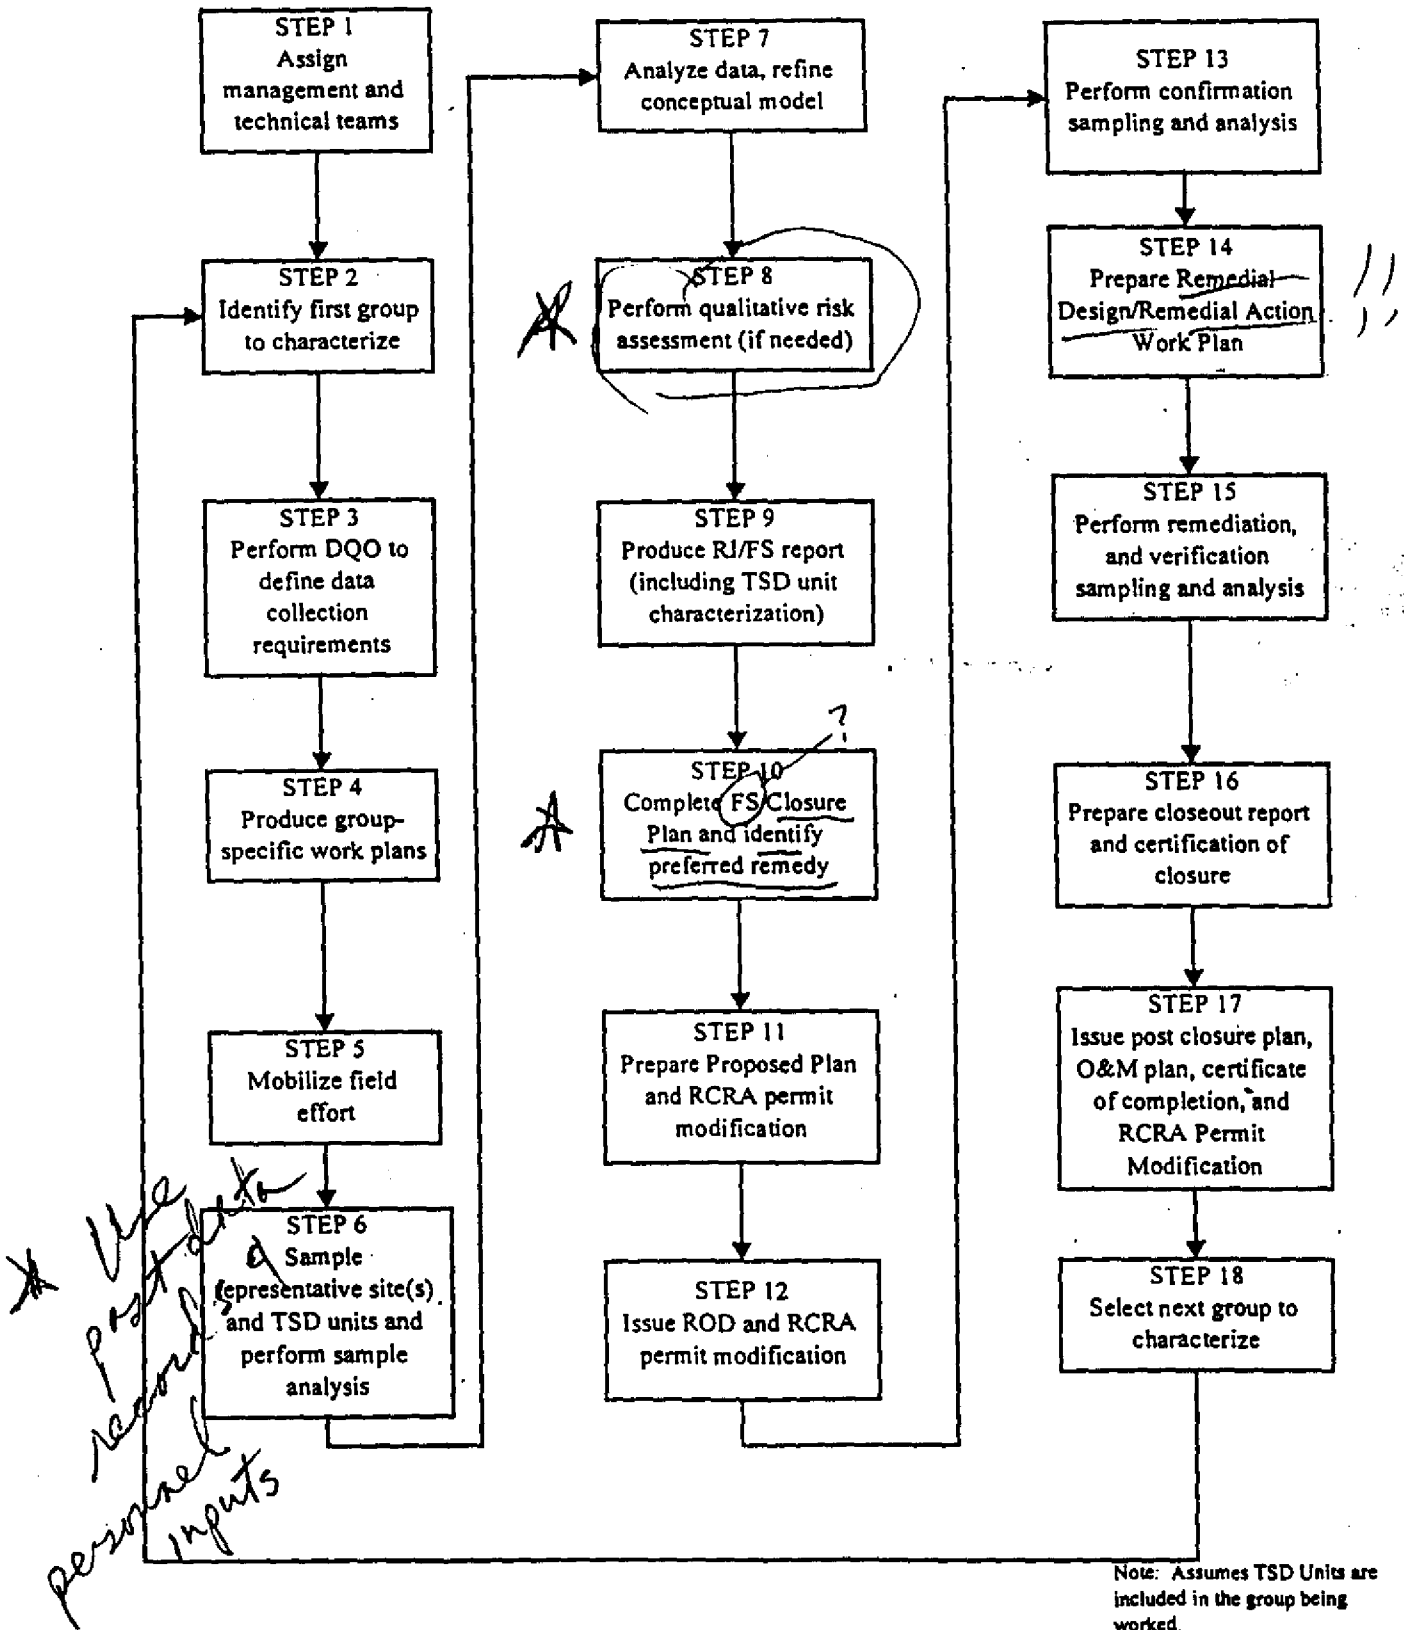 STEP 1
Assign
management and
technical teams
STEP 2
Identify first group
to characterize
STEP 3
Perform DQO to
define data
collection
requirements
STEP 4
Produce group-
specific work plans
STEP 5
Mobilize field
effort
STEP 6
Sample
representative site(s)
and TSD units and
perform sample
analysis
Use
past data
records
personnel
inputs
STEP 7
Analyze data, refine
conceptual model
STEP 8
Perform qualitative risk
assessment (if needed)
STEP 9
Produce RI/FS report
(including TSD unit
characterization)
?
STEP 10
Complete FS/Closure
Plan and identify
preferred remedy
STEP 11
Prepare Proposed Plan
and RCRA permit
modification
STEP 12
Issue ROD and RCRA
permit modification
STEP 13
Perform confirmation
sampling and analysis
STEP 14
Prepare Remedial
Design/Remedial Action
Work Plan
STEP 15
Perform remediation,
and verification
sampling and analysis
STEP 16
Prepare closeout report
and certification of
closure
STEP 17
Issue post closure plan,
O&M plan, certificate
of completion, and
RCRA Permit
Modification
STEP 18
Select next group to
characterize
Note: Assumes TSD Units are
included in the group being
worked.